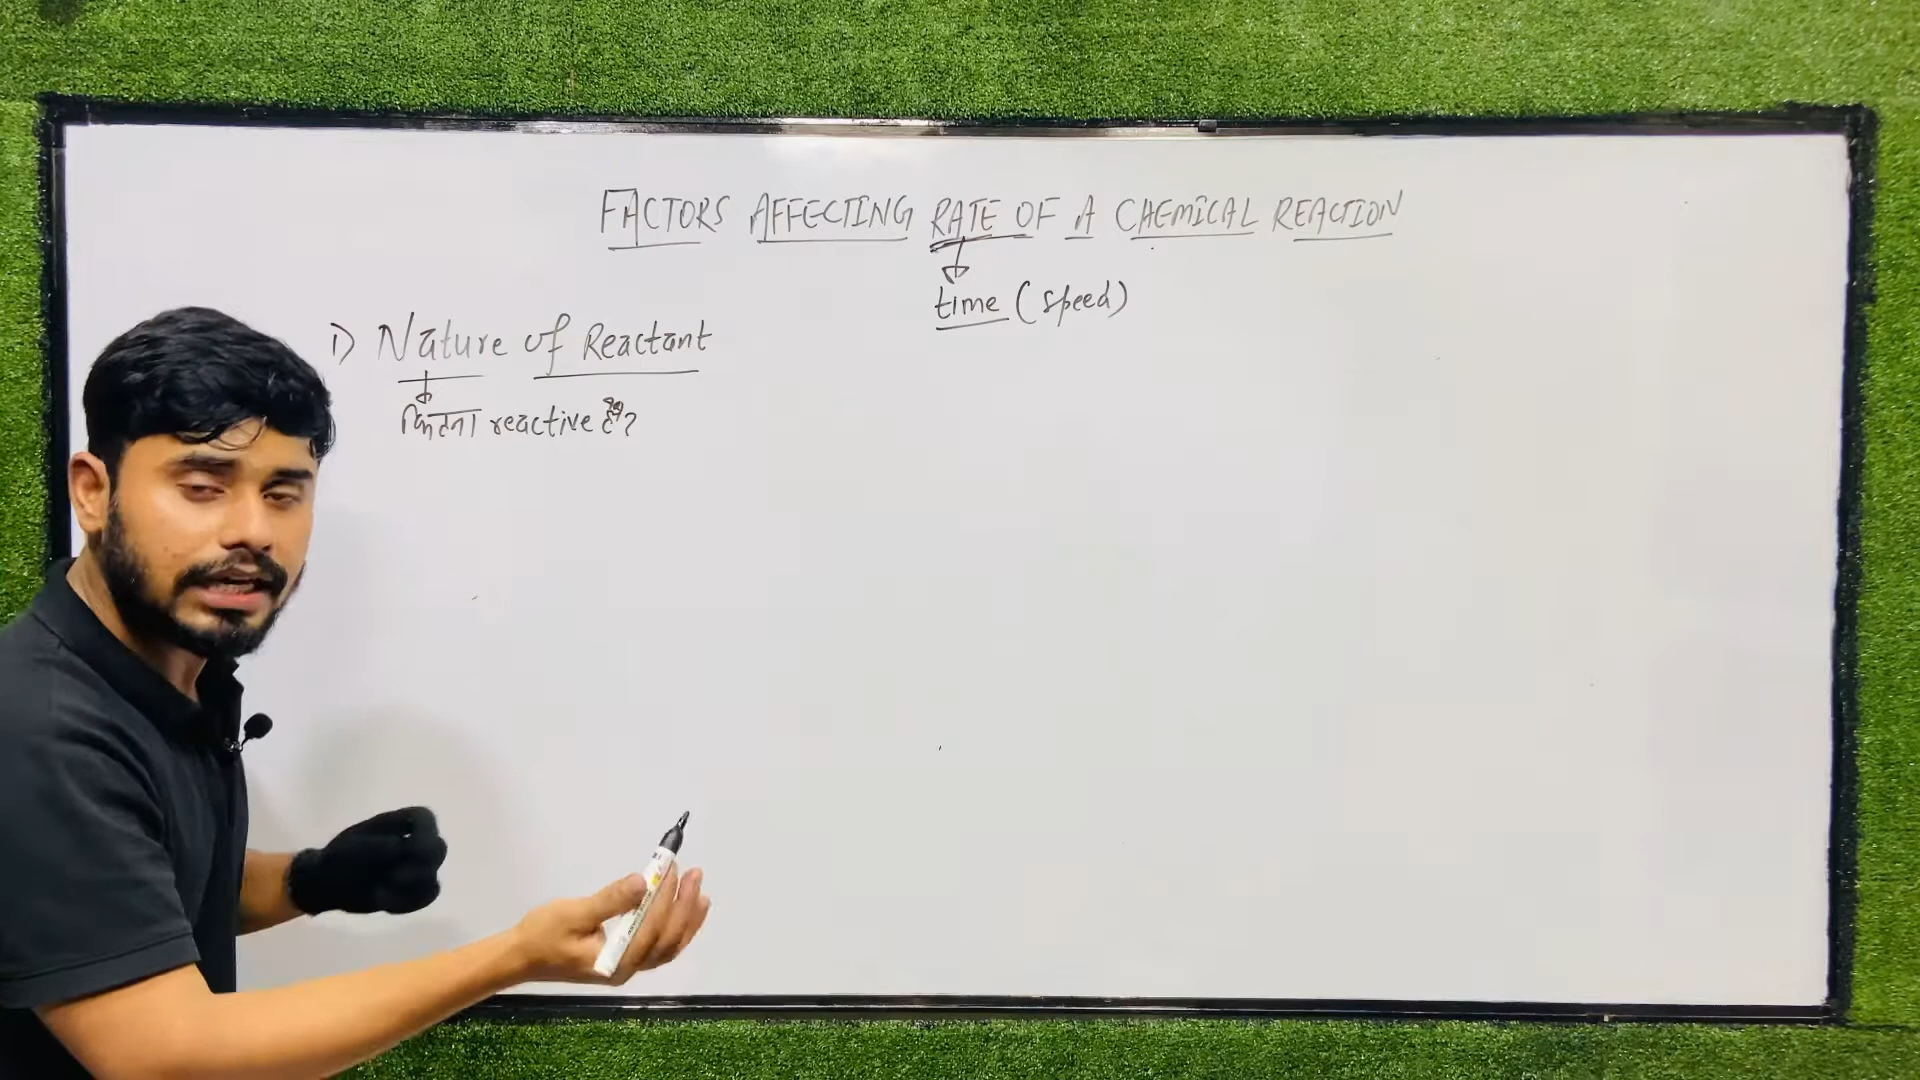 FACTORS AFFECTING RATE OF A CHEMICAL REACTION
time (speed)
1) Nature of Reactant
कितना reactive है?